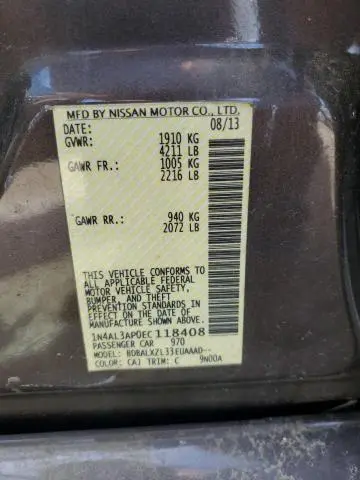 MFD BY NISSAN MOTOR CO., LTD.
DATE: 08/13
GVWR: 1910 KG
4211 LB
GAWR FR.: 1005 KG
2216 LB
GAWR RR.: 940 KG
2072 LB
THIS VEHICLE CONFORMS TO
ALL APPLICABLE FEDERAL
MOTOR VEHICLE SAFETY,
BUMPER, AND THEFT
PREVENTION STANDARDS IN
EFFECT ON THE DATE OF
MANUFACTURE SHOWN ABOVE.
1N4AL3AP0EC118408
PASSENGER CAR 970
MODEL: BDBALXZL33EUAAAD--
COLOR: CAJ TRIM: C 9N00A